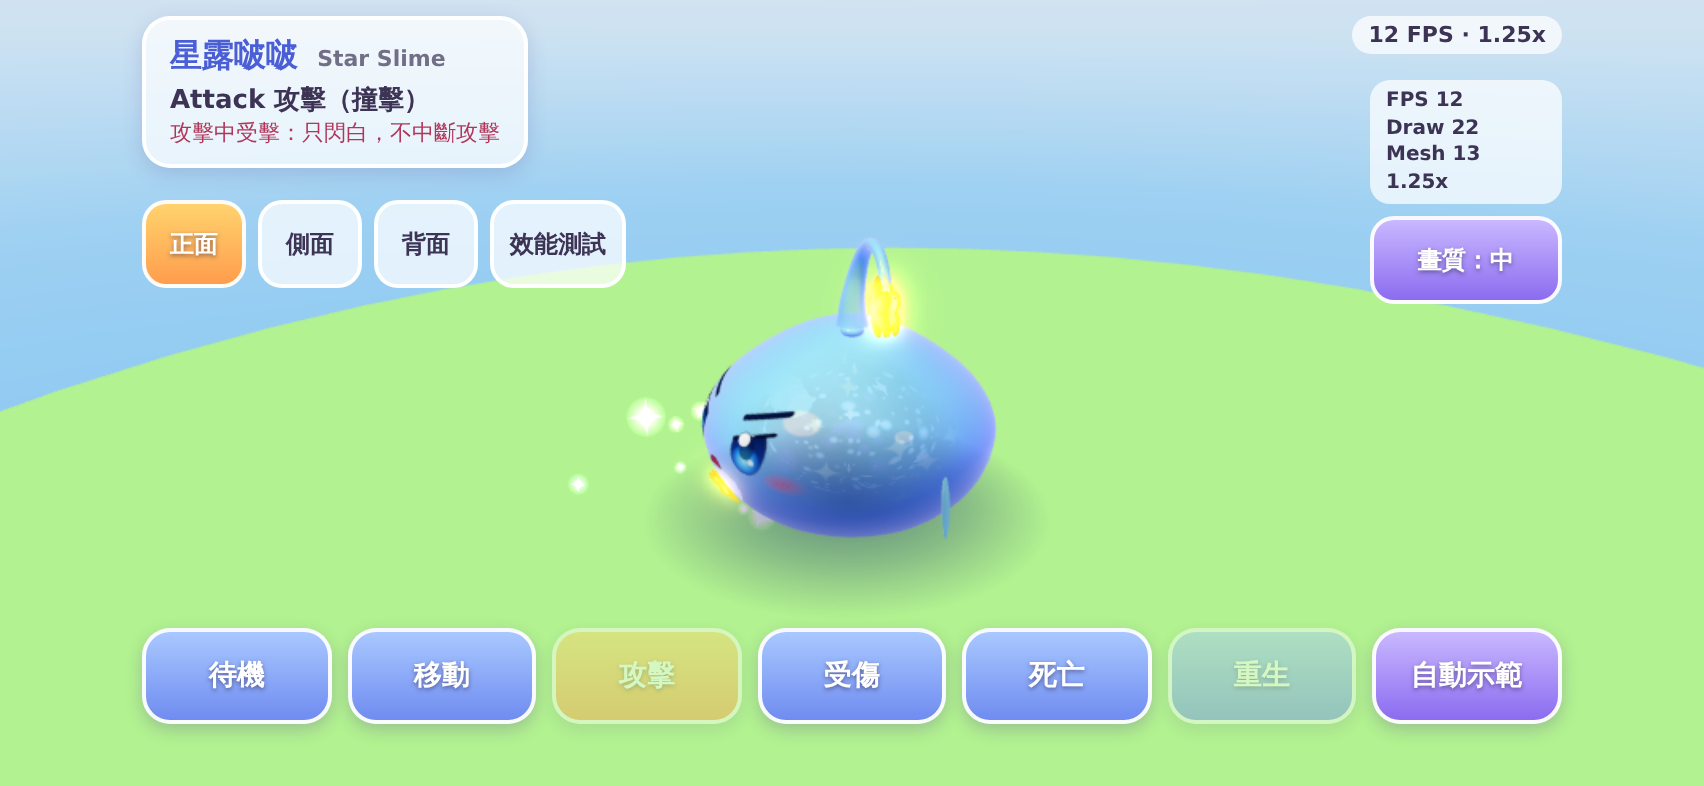 星露啵啵 Star Slime
Attack 攻擊（撞擊）
攻擊中受擊：只閃白，不中斷攻擊
12 FPS · 1.25x
FPS 12
Draw 22
Mesh 13
1.25x
正面
側面
背面
效能測試
畫質：中
待機
移動
攻擊
受傷
死亡
重生
自動示範